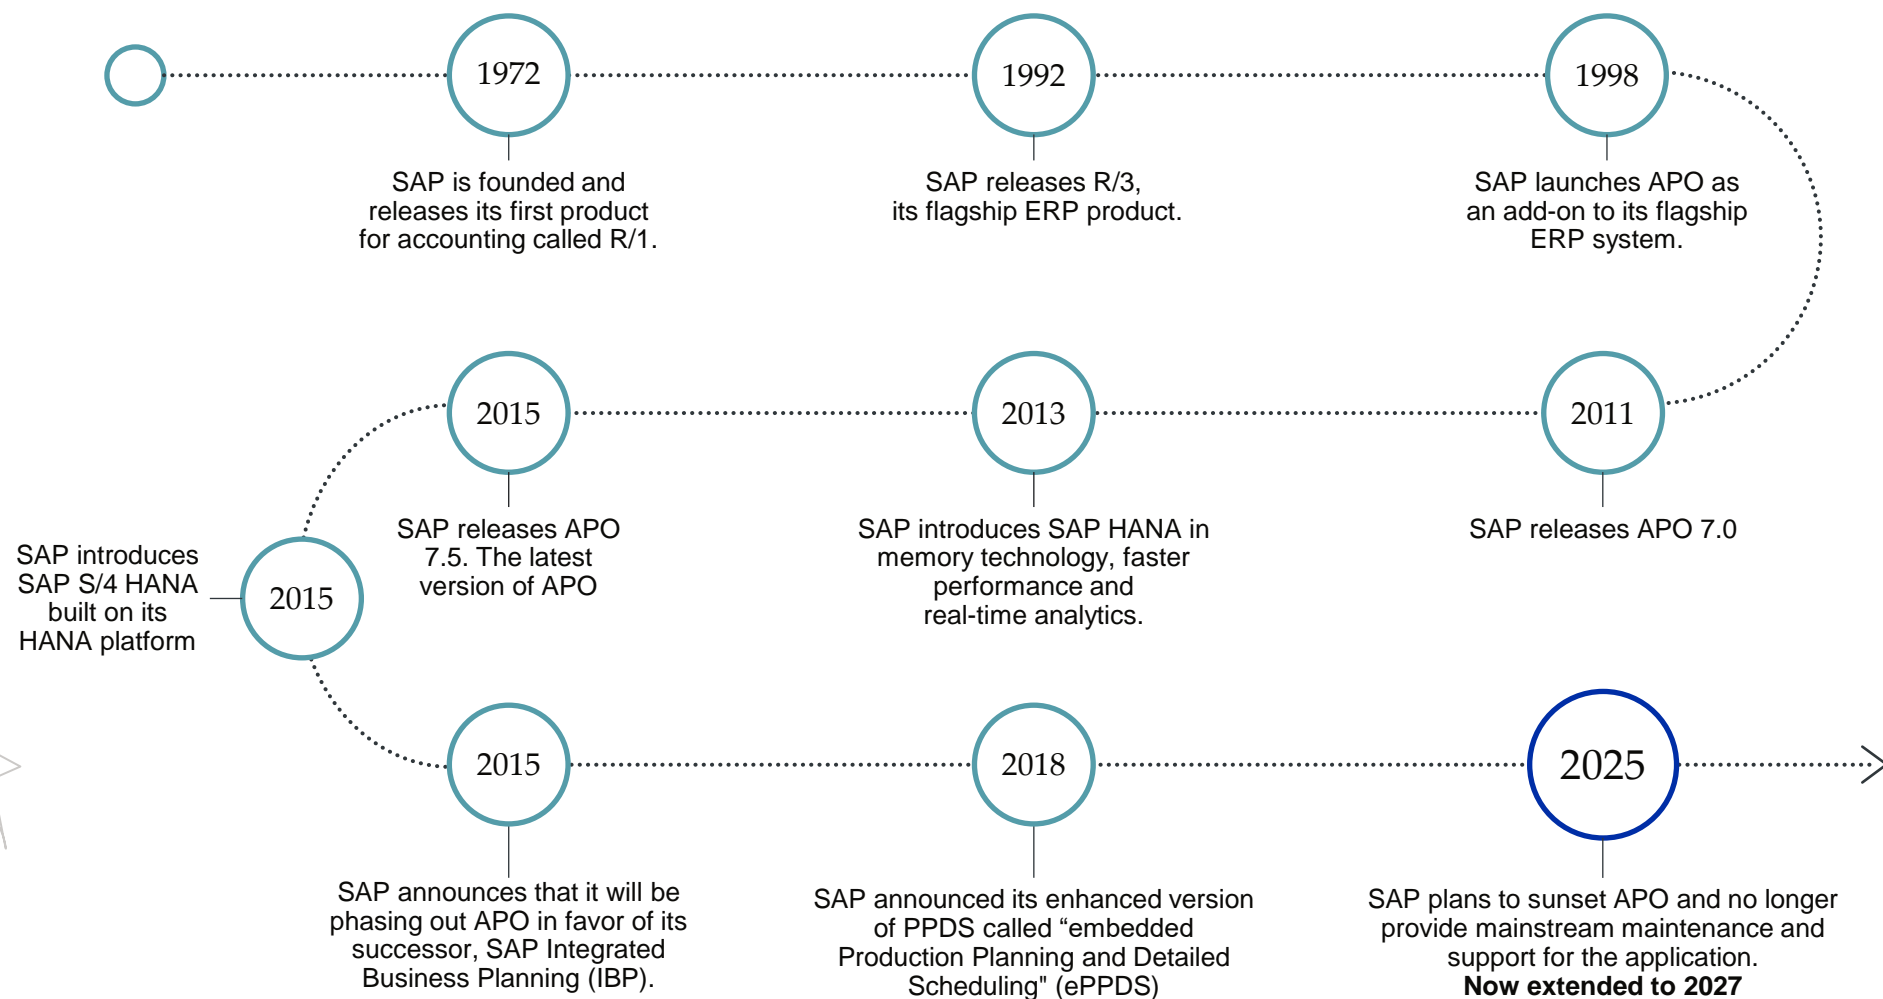 1972
SAP is founded and
releases its first product
for accounting called R/1.
1992
SAP releases R/3,
its flagship ERP product.
1998
SAP launches APO as
an add-on to its flagship
ERP system.
2011
SAP releases APO 7.0
2013
SAP introduces SAP HANA in
memory technology, faster
performance and
real-time analytics.
2015
SAP releases APO
7.5. The latest
version of APO
2015
SAP introduces
SAP S/4 HANA
built on its
HANA platform
2015
SAP announces that it will be
phasing out APO in favor of its
successor, SAP Integrated
Business Planning (IBP).
2018
SAP announced its enhanced version
of PPDS called “embedded
Production Planning and Detailed
Scheduling" (ePPDS)
2025
SAP plans to sunset APO and no longer
provide mainstream maintenance and
support for the application.
Now extended to 2027